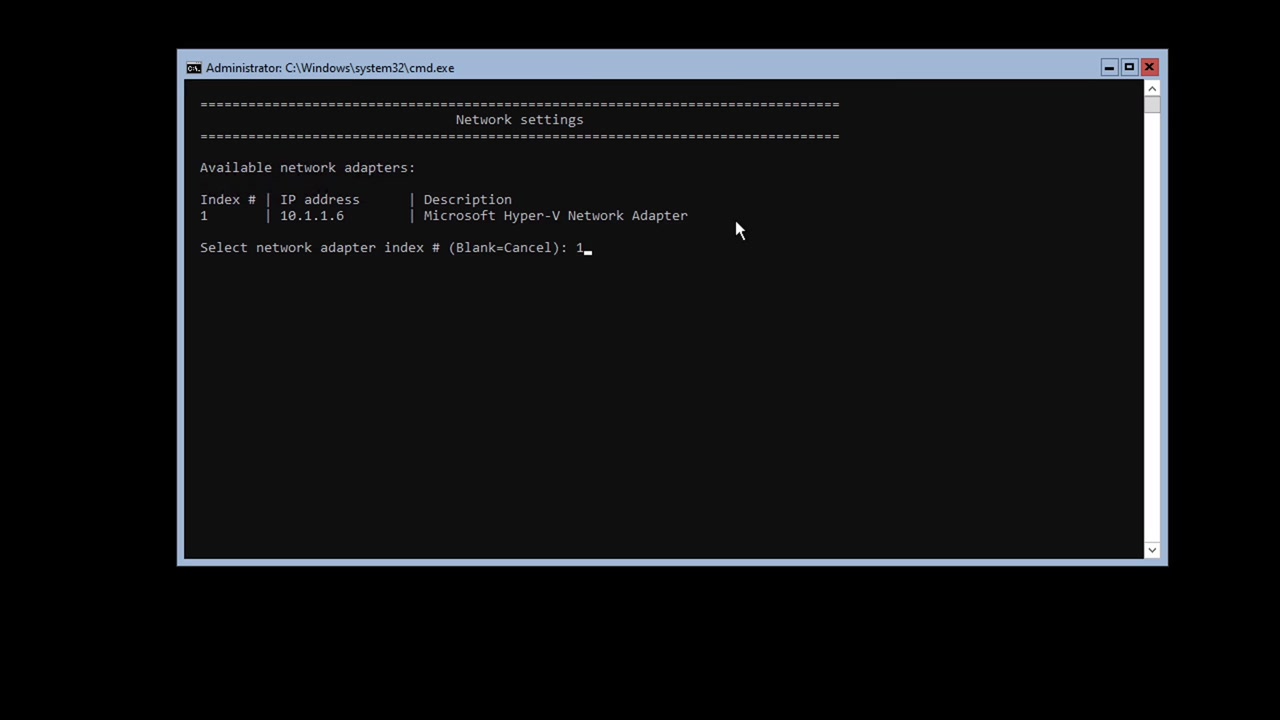 Administrator: C:\Windows\system32\cmd.exe
================================================================================
Network settings
================================================================================
Available network adapters:
Index # | IP address | Description
1 | 10.1.1.6 | Microsoft Hyper-V Network Adapter
Select network adapter index # (Blank=Cancel): 1_